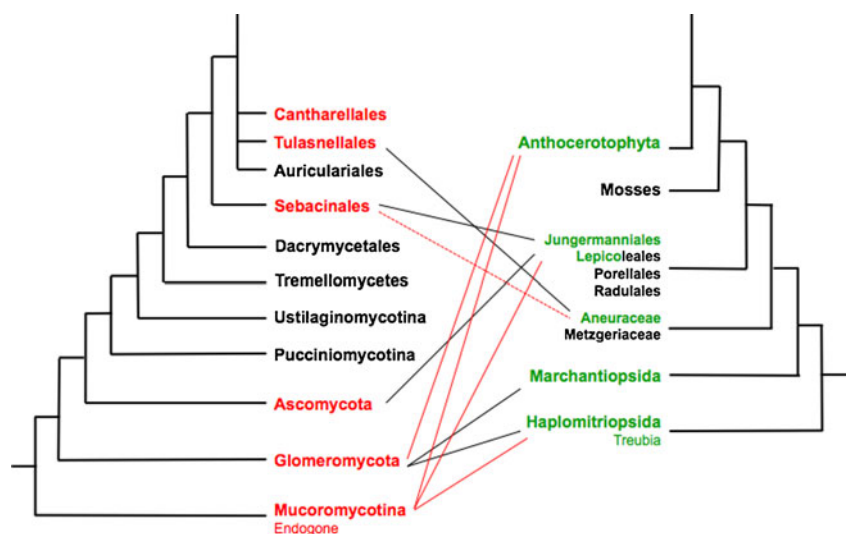 Cantharellales
Tulasnellales
Auriculariales
Sebacinales
Dacrymycetales
Tremellomycetes
Ustilaginomycotina
Pucciniomycotina
Ascomycota
Glomeromycota
Mucoromycotina
Endogone
Anthocerotophyta
Mosses
Jungermanniales
Lepicoleales
Porellales
Radulales
Aneuraceae
Metzgeriaceae
Marchantiopsida
Haplomitriopsida
Treubia